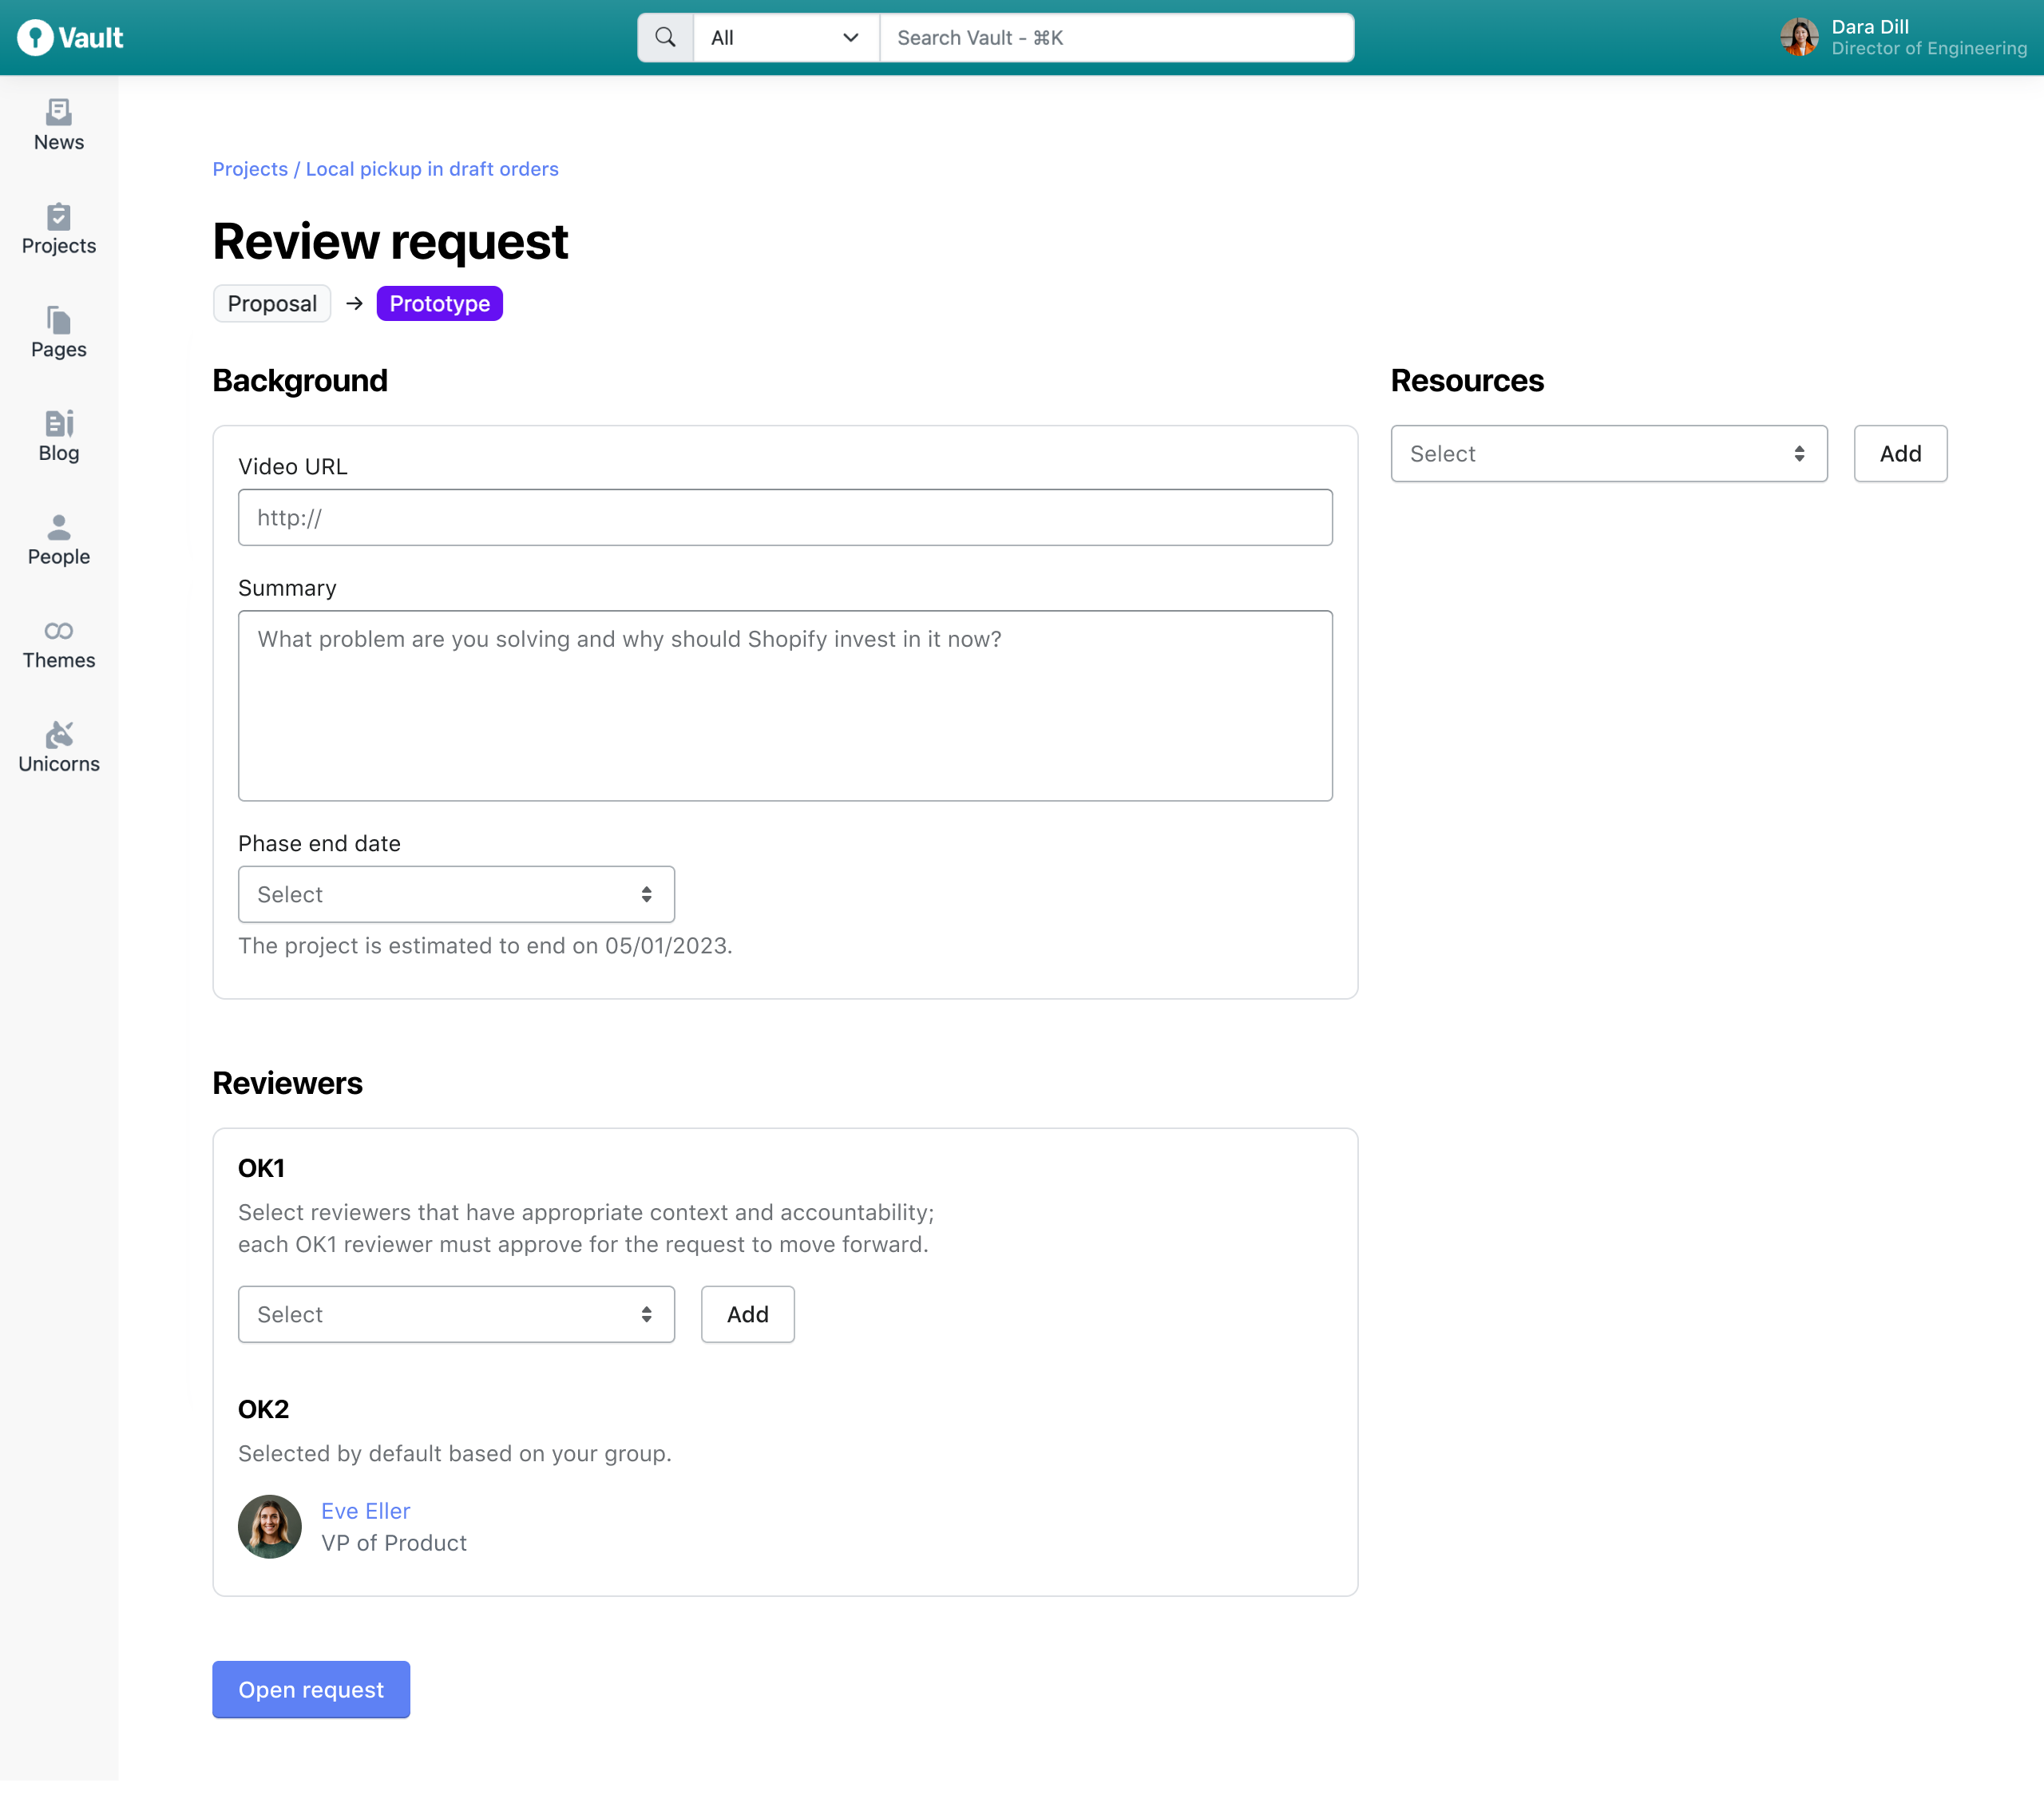 Vault
All
Search Vault - ⌘K
Dara Dill
Director of Engineering
News
Projects
Pages
Blog
People
Themes
Unicorns
Projects / Local pickup in draft orders
Review request
Proposal → Prototype
Background
Video URL
http://
Summary
What problem are you solving and why should Shopify invest in it now?
Phase end date
Select
The project is estimated to end on 05/01/2023.
Resources
Select
Add
Reviewers
OK1
Select reviewers that have appropriate context and accountability;
each OK1 reviewer must approve for the request to move forward.
Select
Add
OK2
Selected by default based on your group.
Eve Eller
VP of Product
Open request